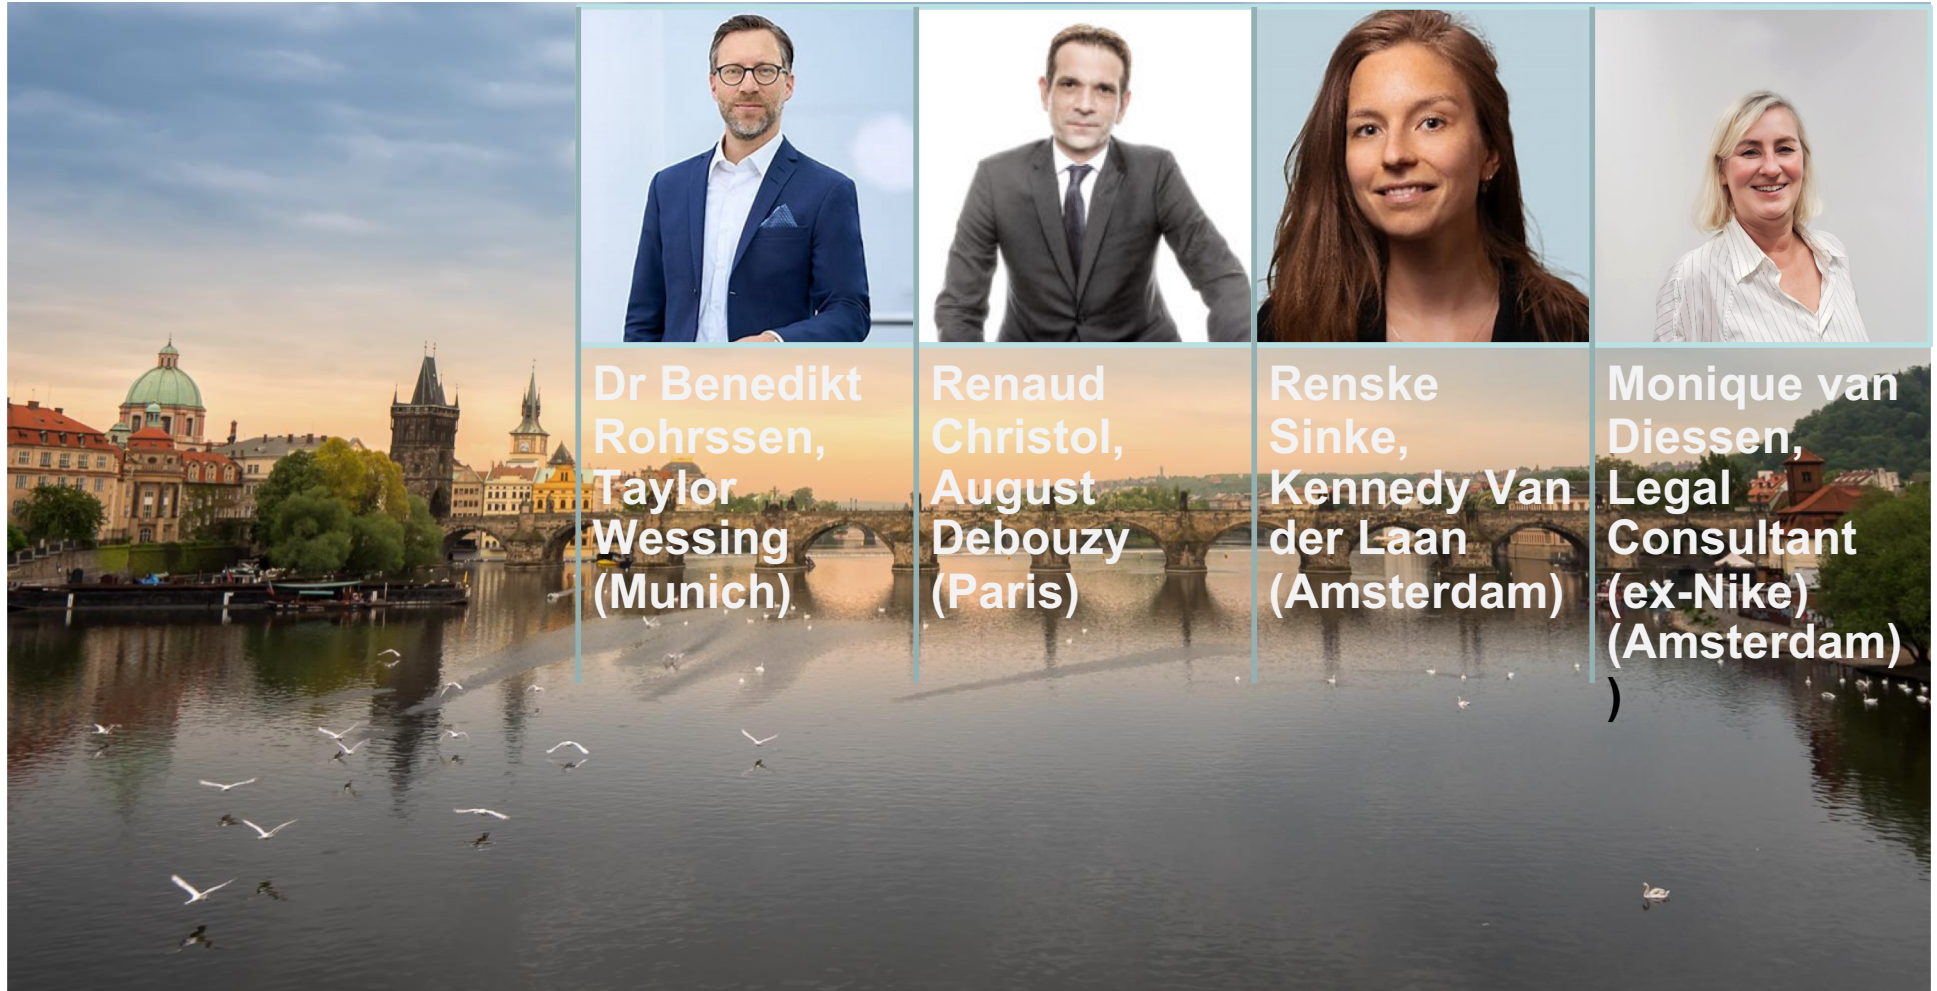 Dr Benedikt
Rohrssen,
Taylor
Wessing
(Munich)
Renaud
Christol,
August
Debouzy
(Paris)
Renske
Sinke,
Kennedy Van
der Laan
(Amsterdam)
Monique van
Diessen,
Legal
Consultant
(ex-Nike)
(Amsterdam)
)